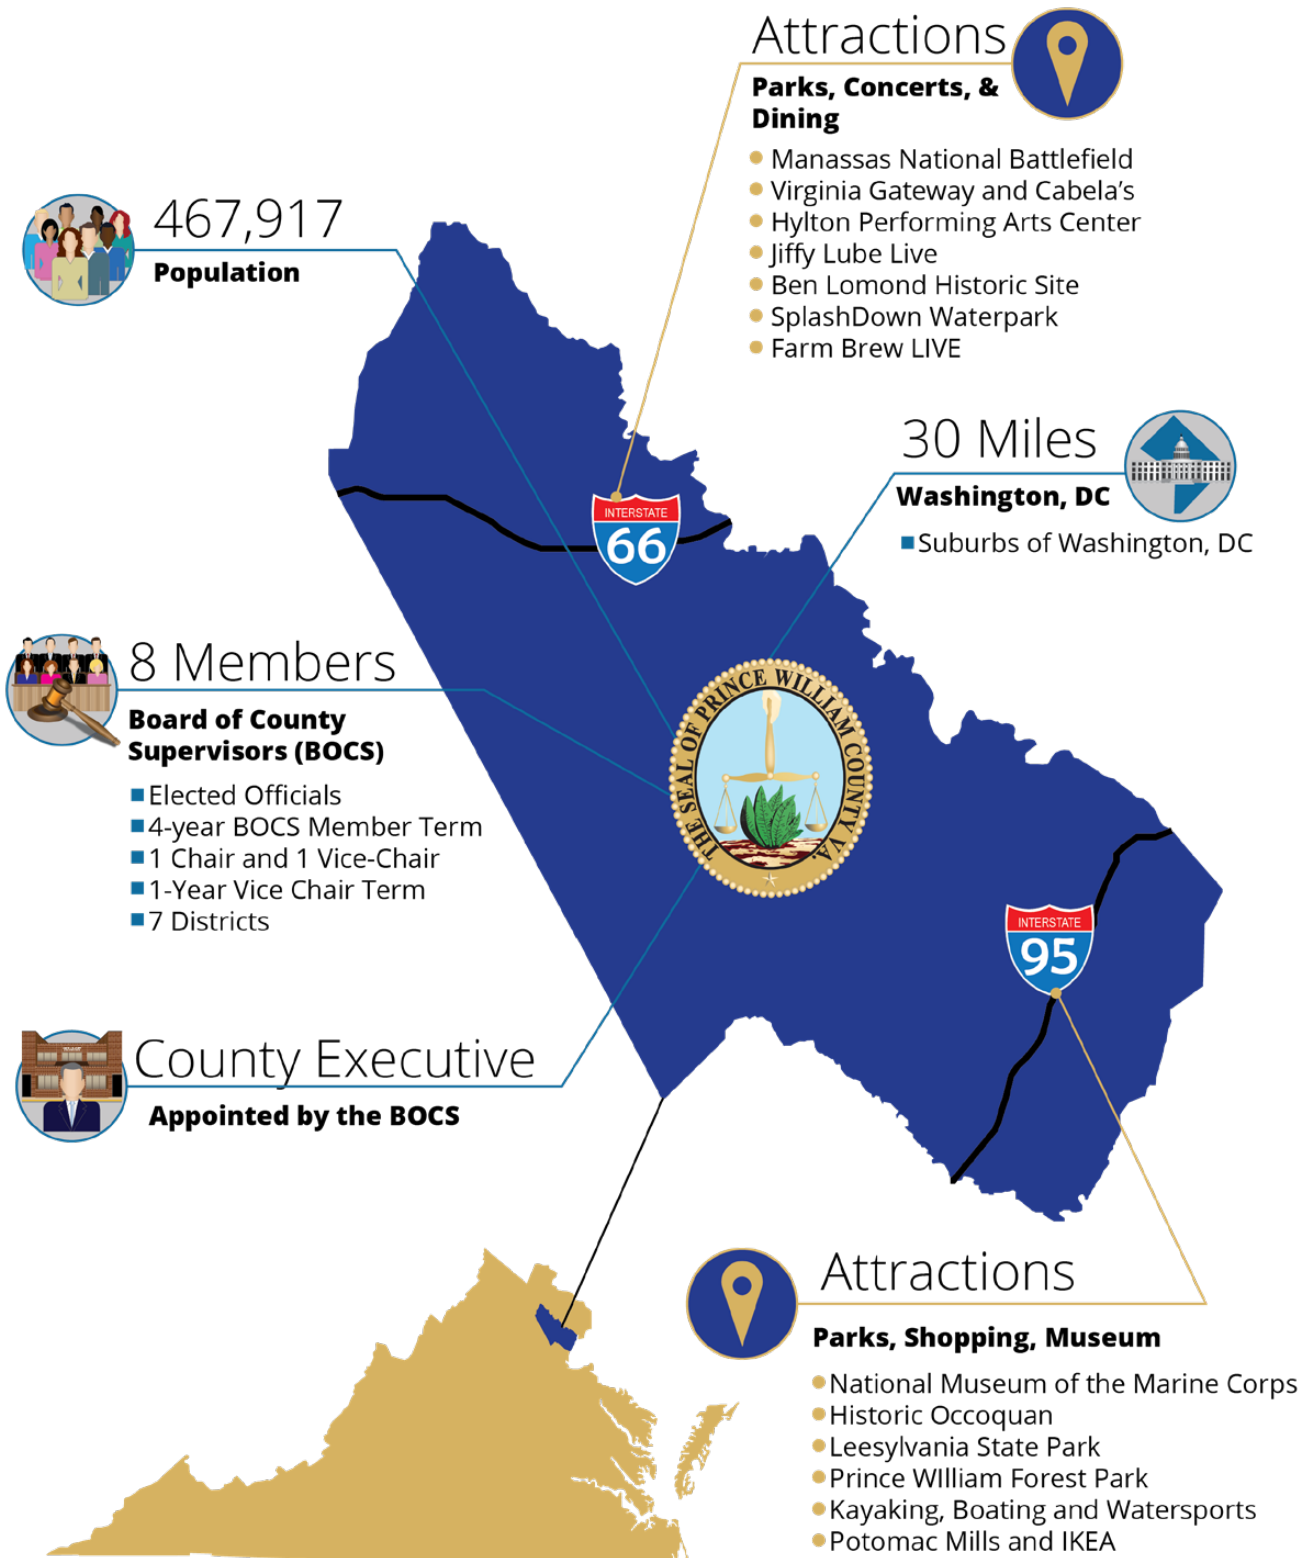 Attractions
Parks, Concerts, &
Dining
Manassas National Battlefield
Virginia Gateway and Cabela's
Hylton Performing Arts Center
Jiffy Lube Live
Ben Lomond Historic Site
SplashDown Waterpark
Farm Brew LIVE
467,917
Population
30 Miles
Washington, DC
Suburbs of Washington, DC
INTERSTATE
66
8 Members
Board of County
Supervisors (BOCS)
Elected Officials
4-year BOCS Member Term
1 Chair and 1 Vice-Chair
1-Year Vice Chair Term
7 Districts
THE SEAL OF PRINCE WILLIAM COUNTY VA.
INTERSTATE
95
County Executive
Appointed by the BOCS
Attractions
Parks, Shopping, Museum
National Museum of the Marine Corps
Historic Occoquan
Leesylvania State Park
Prince WIlliam Forest Park
Kayaking, Boating and Watersports
Potomac Mills and IKEA